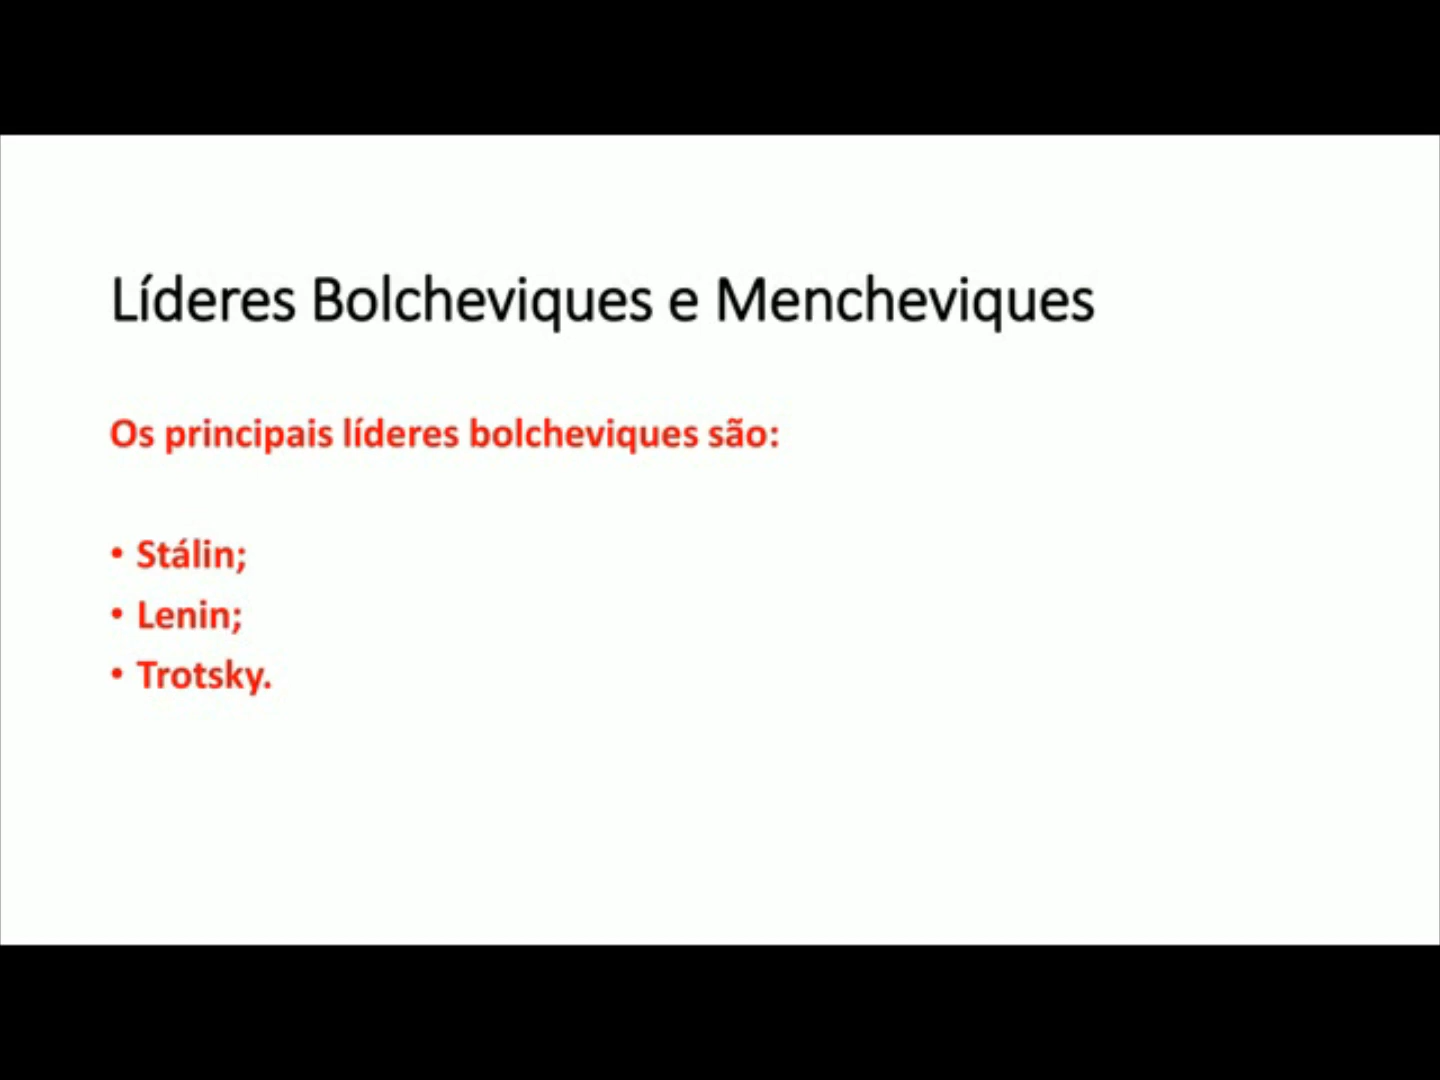 Líderes Bolcheviques e Mencheviques
Os principais líderes bolcheviques são:
• Stálin;
• Lenin;
• Trotsky.